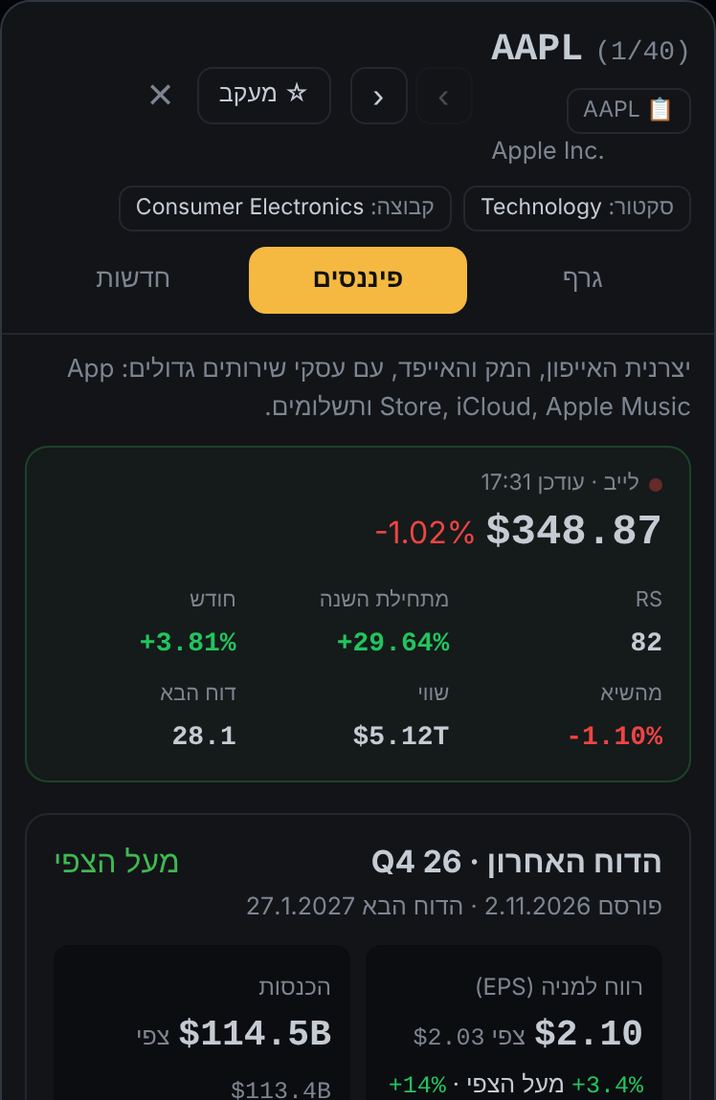 AAPL (1/40)
AAPL
Apple Inc.
☆ מעקב
סקטור: Technology
קבוצה: Consumer Electronics
גרף
פיננסים
חדשות
יצרנית האייפון, המק והאייפד, עם עסקי שירותים גדולים: App
Store, iCloud, Apple Music ותשלומים.
לייב · עודכן 17:31
$348.87 -1.02%
RS מתחילת השנה חודש
82 +29.64% +3.81%
מהשיא שווי דוח הבא
-1.10% $5.12T 28.1
הדוח האחרון · Q4 26 מעל הצפי
פורסם 2.11.2026 · הדוח הבא 27.1.2027
רווח למניה (EPS)
$2.10 צפי $2.03
+3.4% מעל הצפי · +14%
הכנסות
$114.5B צפי
$113.4B